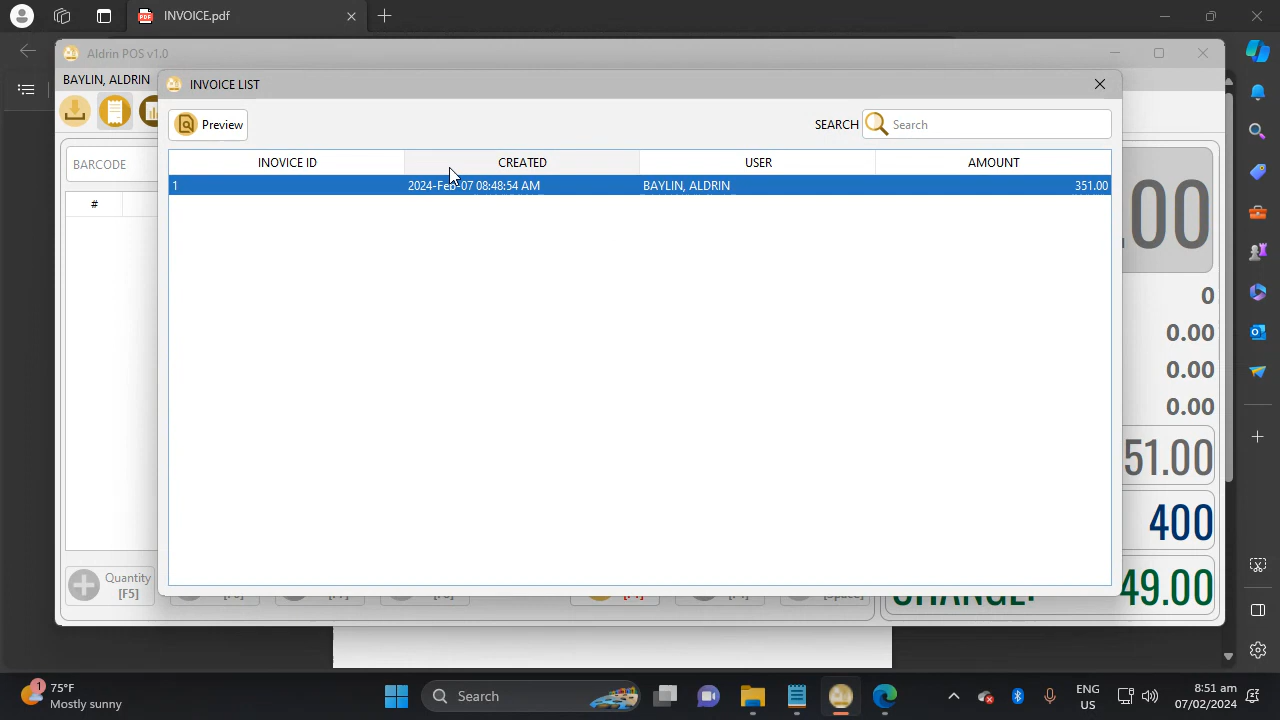 INVOICE.pdf
Aldrin POS v1.0
BAYLIN, ALDRIN
INVOICE LIST
Preview
SEARCH
Search
BARCODE
INOVICE ID
CREATED
USER
AMOUNT
1
2024-Feb-07 08:48:54 AM
BAYLIN, ALDRIN
351.00
#
.00
0
0.00
0.00
0.00
51.00
400
CHANGE:
49.00
Quantity
[F5]
75°F
Mostly sunny
1
Search
ENG
US
8:51 am
07/02/2024